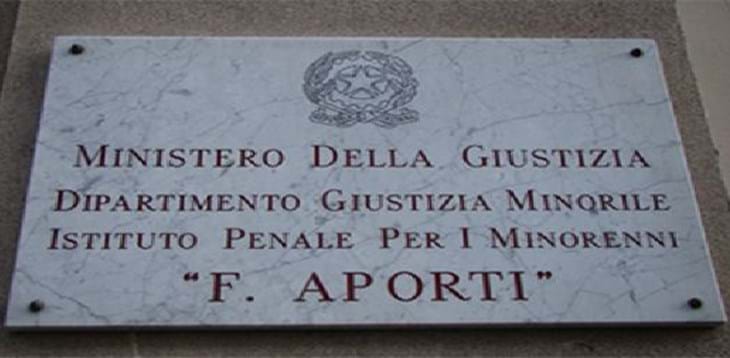 MINISTERO DELLA GIUSTIZIA
DIPARTIMENTO GIUSTIZIA MINORILE
ISTITUTO PENALE PER I MINORENNI
“F. APORTI”